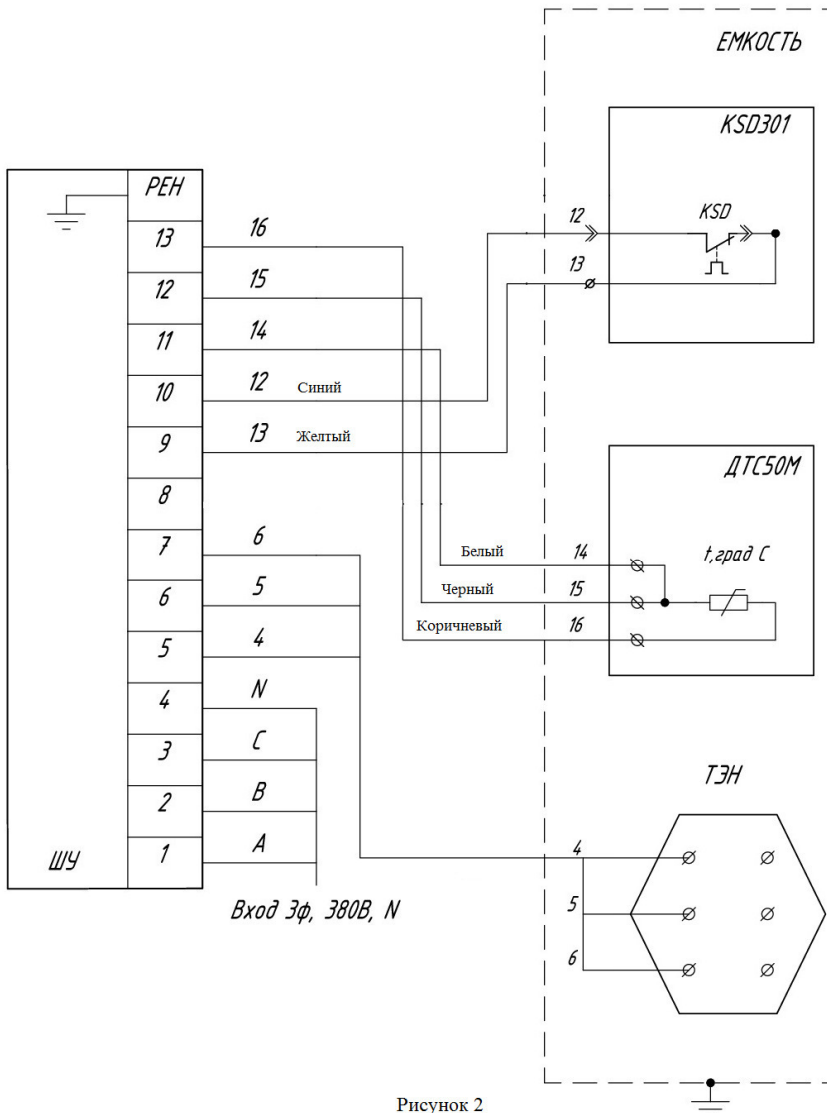 ЕМКОСТЬ
KSD301
KSD
12
13
PEH
13 16
12 15
11 14
10 12 Синий
9 13 Желтый
8
7 6
6 5
5 4
4 N
3 C
2 B
1 A
ШУ
Вход 3ф, 380В, N
ДТС50М
t,град С
Белый 14
Черный 15
Коричневый 16
ТЭН
4
5
6
Рисунок 2